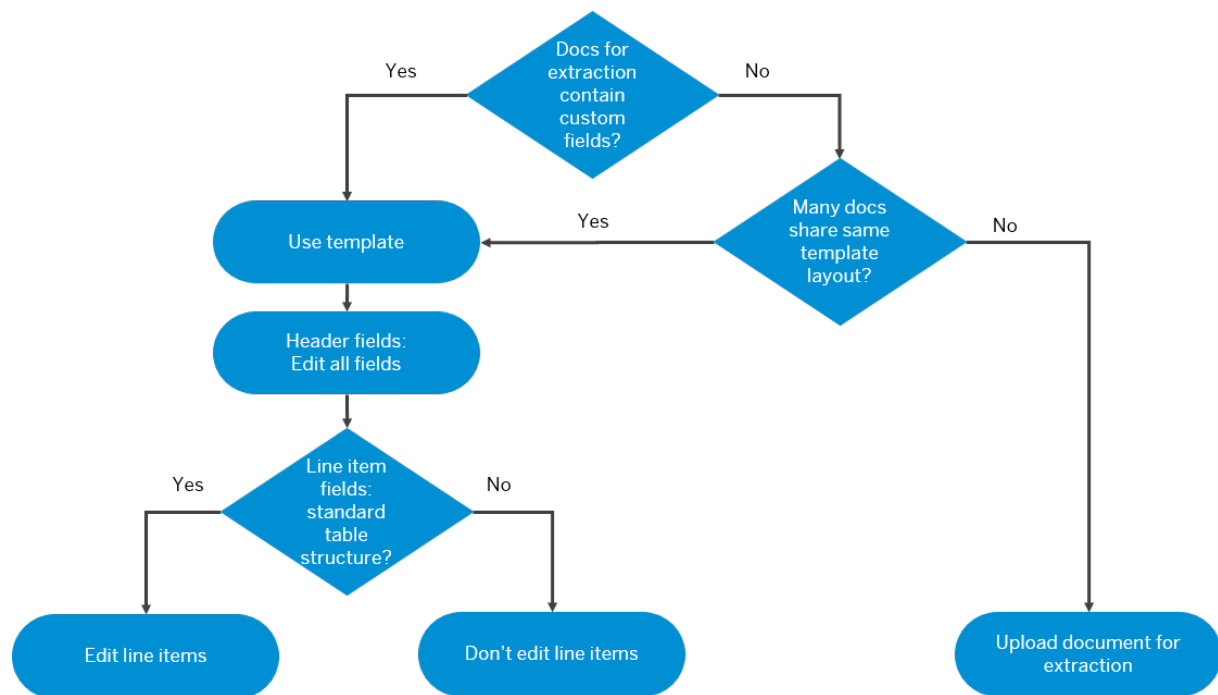 Docs for
extraction
contain
custom
fields?
Yes
No
Many docs
share same
template
layout?
Yes
No
Use template
Header fields:
Edit all fields
Line item
fields:
standard
table
structure?
Yes
No
Edit line items
Don't edit line items
Upload document for
extraction